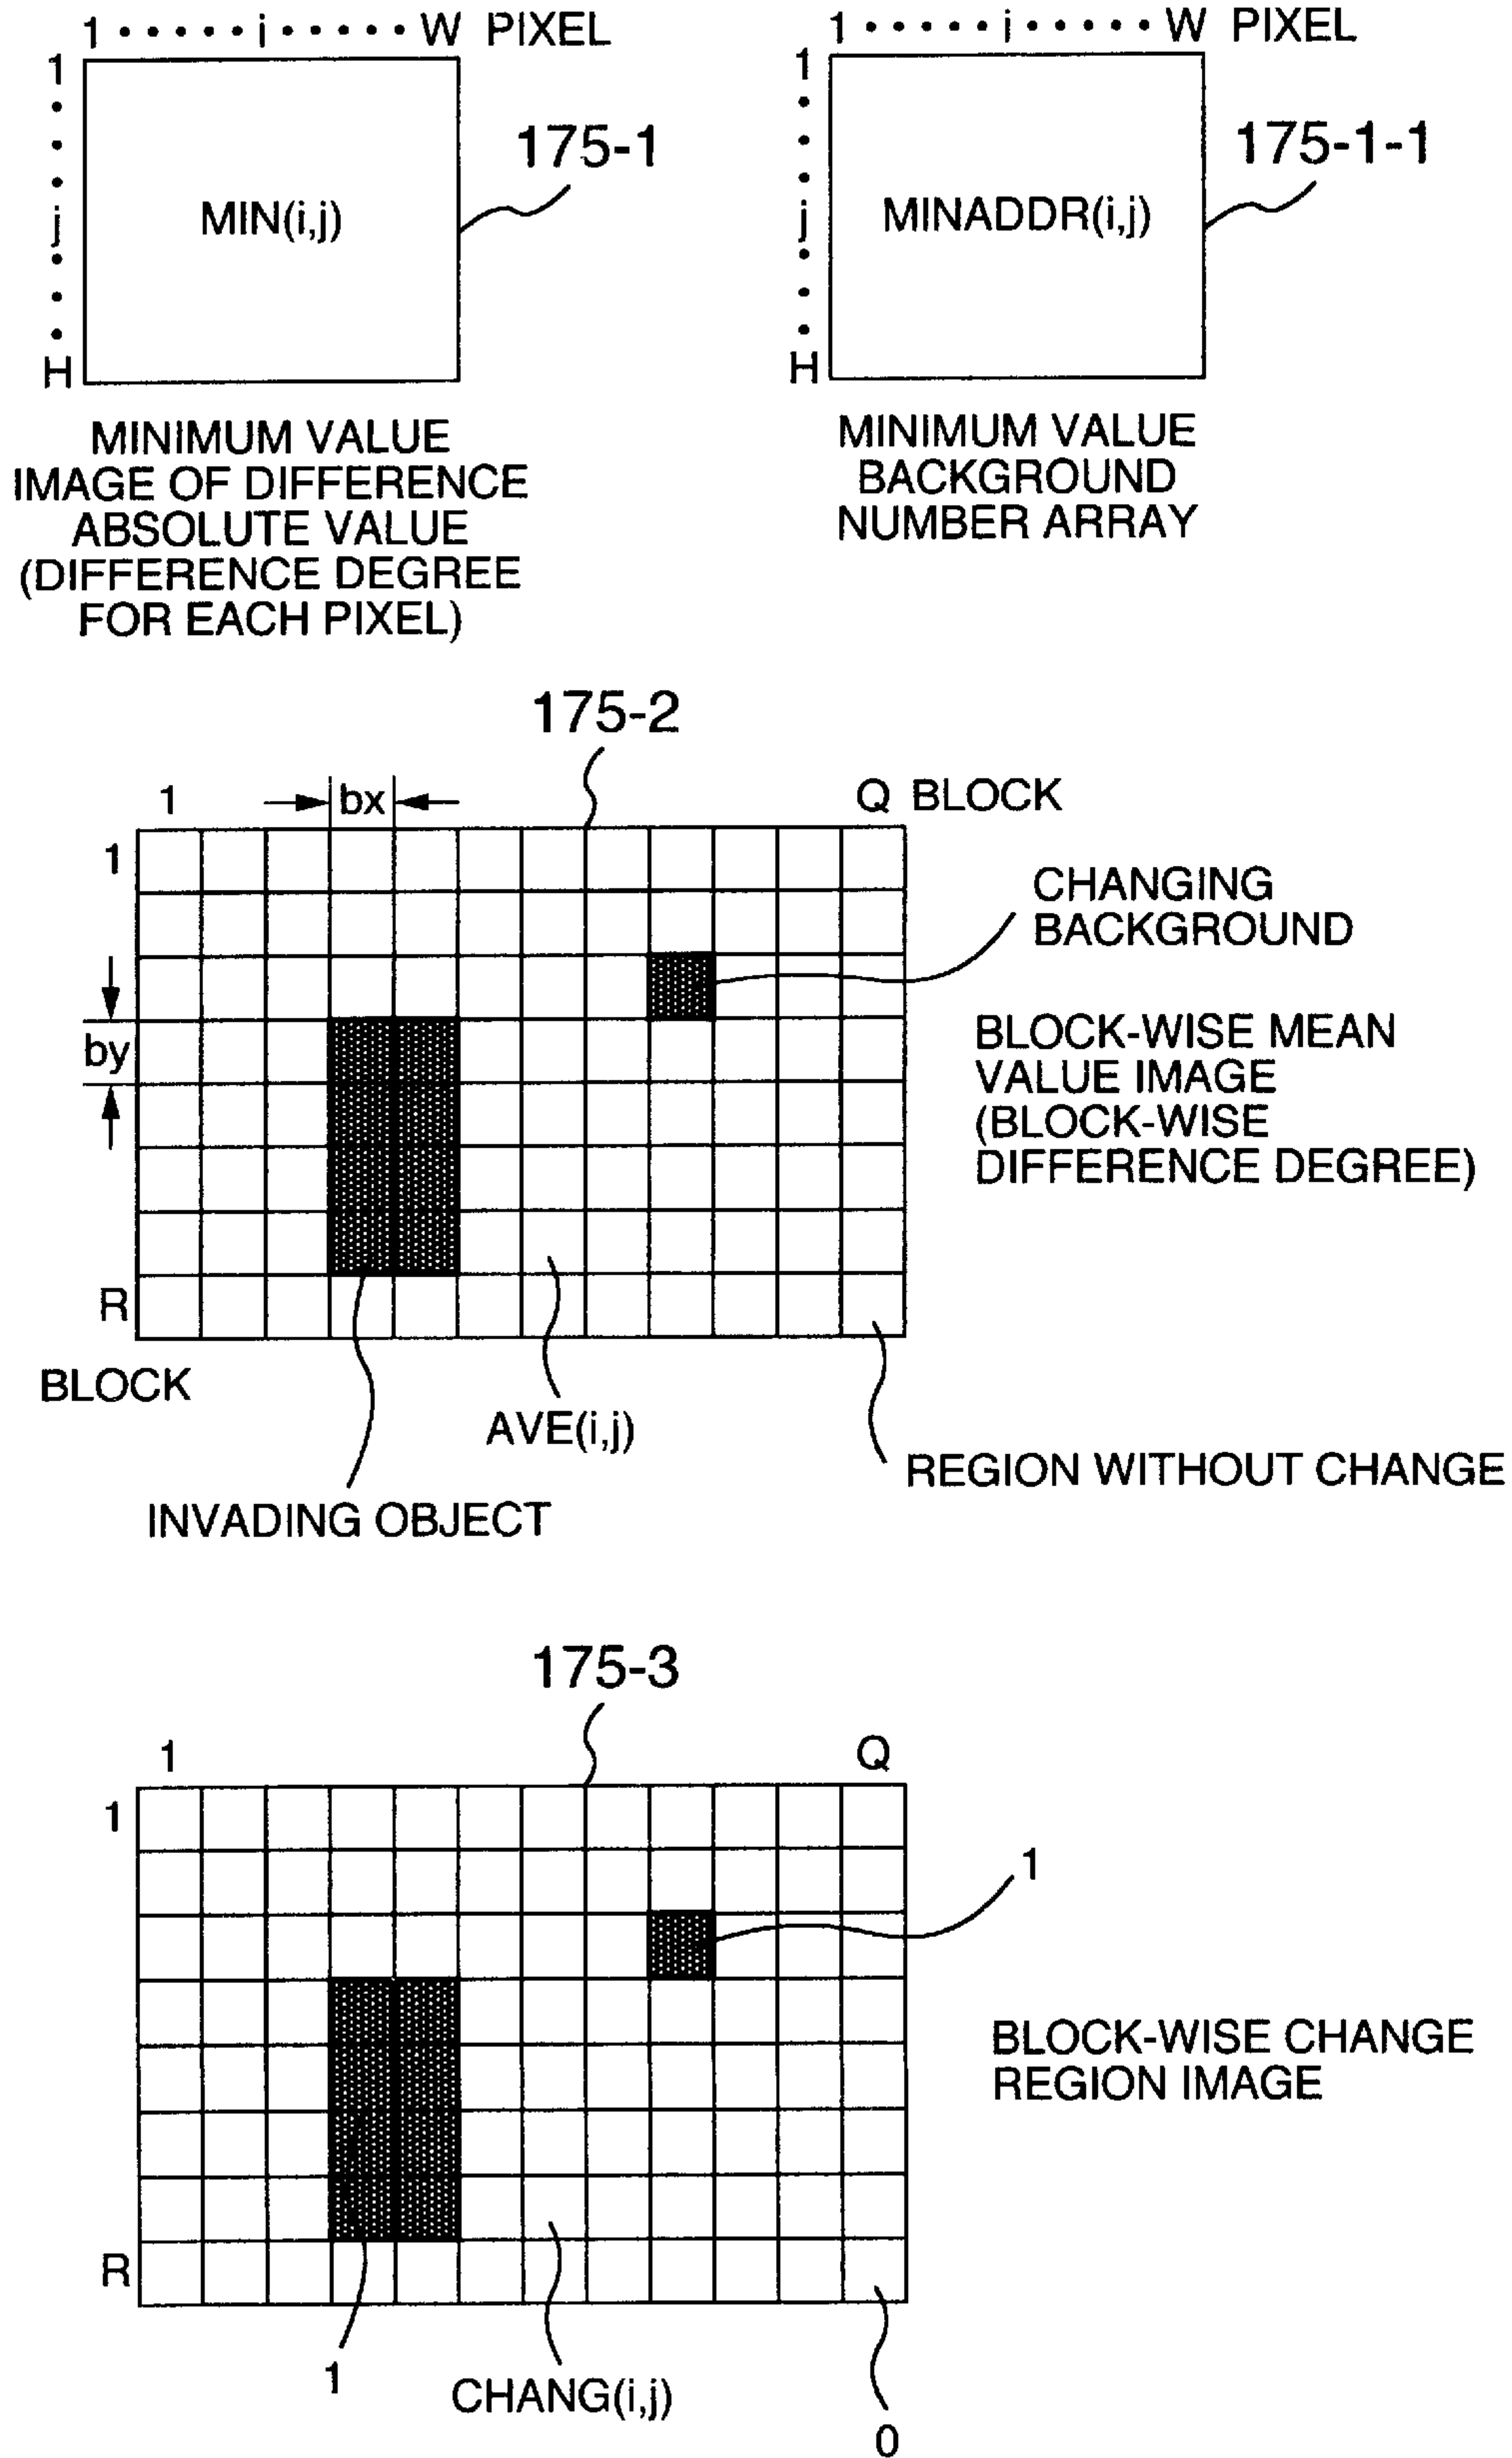 1 • • • • • i • • • • • W PIXEL
1
•
•
•
j
•
•
•
H
MIN(i,j)
175-1
MINIMUM VALUE
IMAGE OF DIFFERENCE
ABSOLUTE VALUE
(DIFFERENCE DEGREE
FOR EACH PIXEL)
1 • • • • • i • • • • • W PIXEL
1
•
•
•
j
•
•
•
H
MINADDR(i,j)
175-1-1
MINIMUM VALUE
BACKGROUND
NUMBER ARRAY
175-2
1
bx
Q BLOCK
1
CHANGING
BACKGROUND
by
BLOCK-WISE MEAN
VALUE IMAGE
(BLOCK-WISE
DIFFERENCE DEGREE)
R
BLOCK
AVE(i,j)
REGION WITHOUT CHANGE
INVADING OBJECT
175-3
1
Q
1
1
BLOCK-WISE CHANGE
REGION IMAGE
R
1
CHANG(i,j)
0